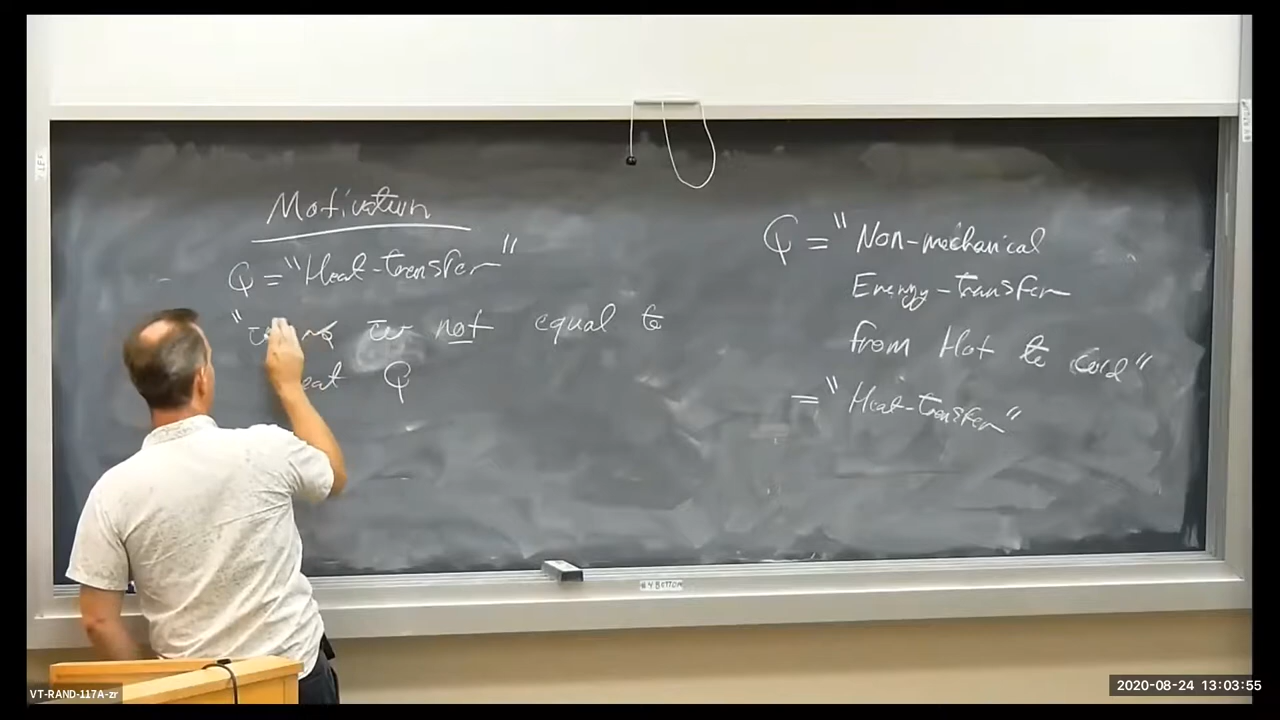 Motivation
Q = "Heat-transfer"
" w is not equal to
Q
Q = "Non-mechanical
Energy-transfer
from Hot to cold"
= "Heat-transfer"
VT-RAND-117A-zr
2020-08-24 13:03:55